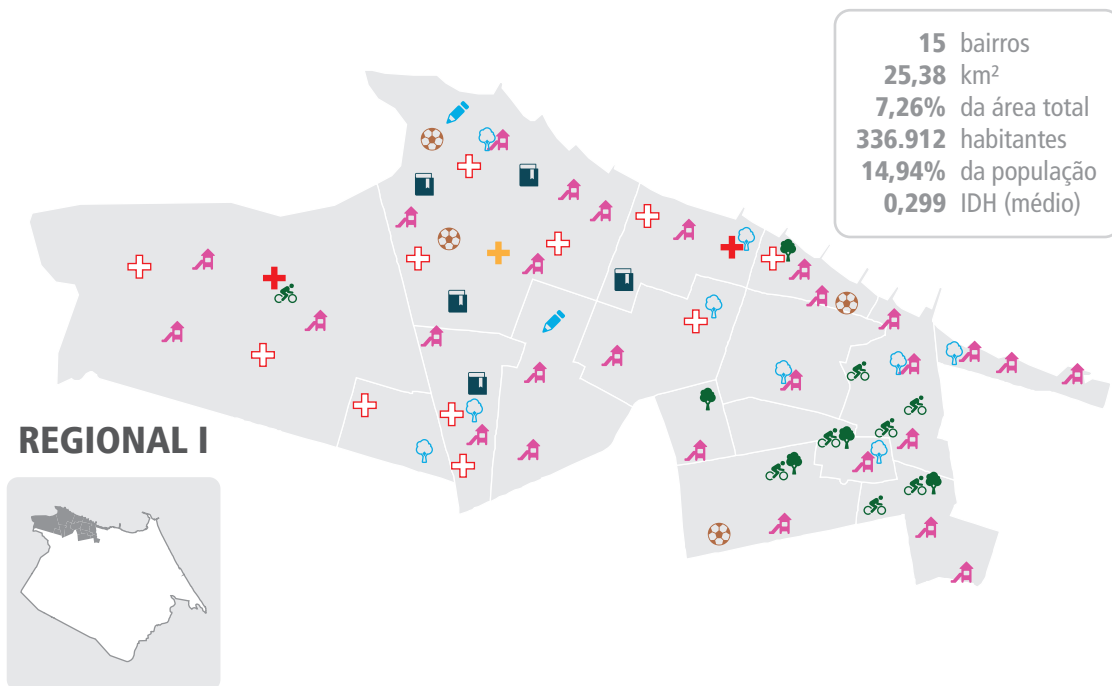 15 bairros
25,38 km²
7,26% da área total
336.912 habitantes
14,94% da população
0,299 IDH (médio)
REGIONAL I